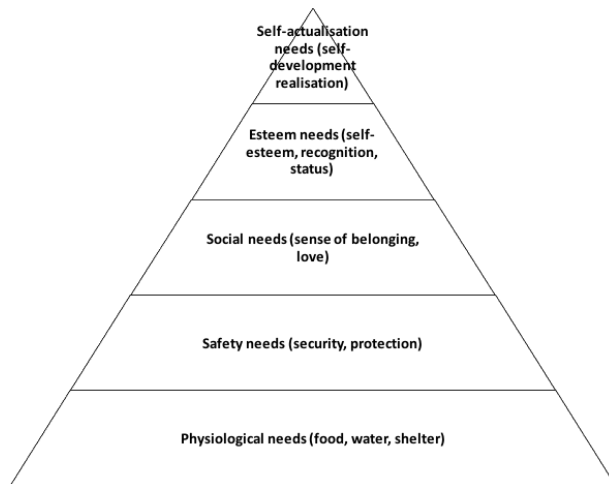 Self-actualisation
needs (self-
development
realisation)
Esteem needs (self-
esteem, recognition,
status)
Social needs (sense of belonging,
love)
Safety needs (security, protection)
Physiological needs (food, water, shelter)